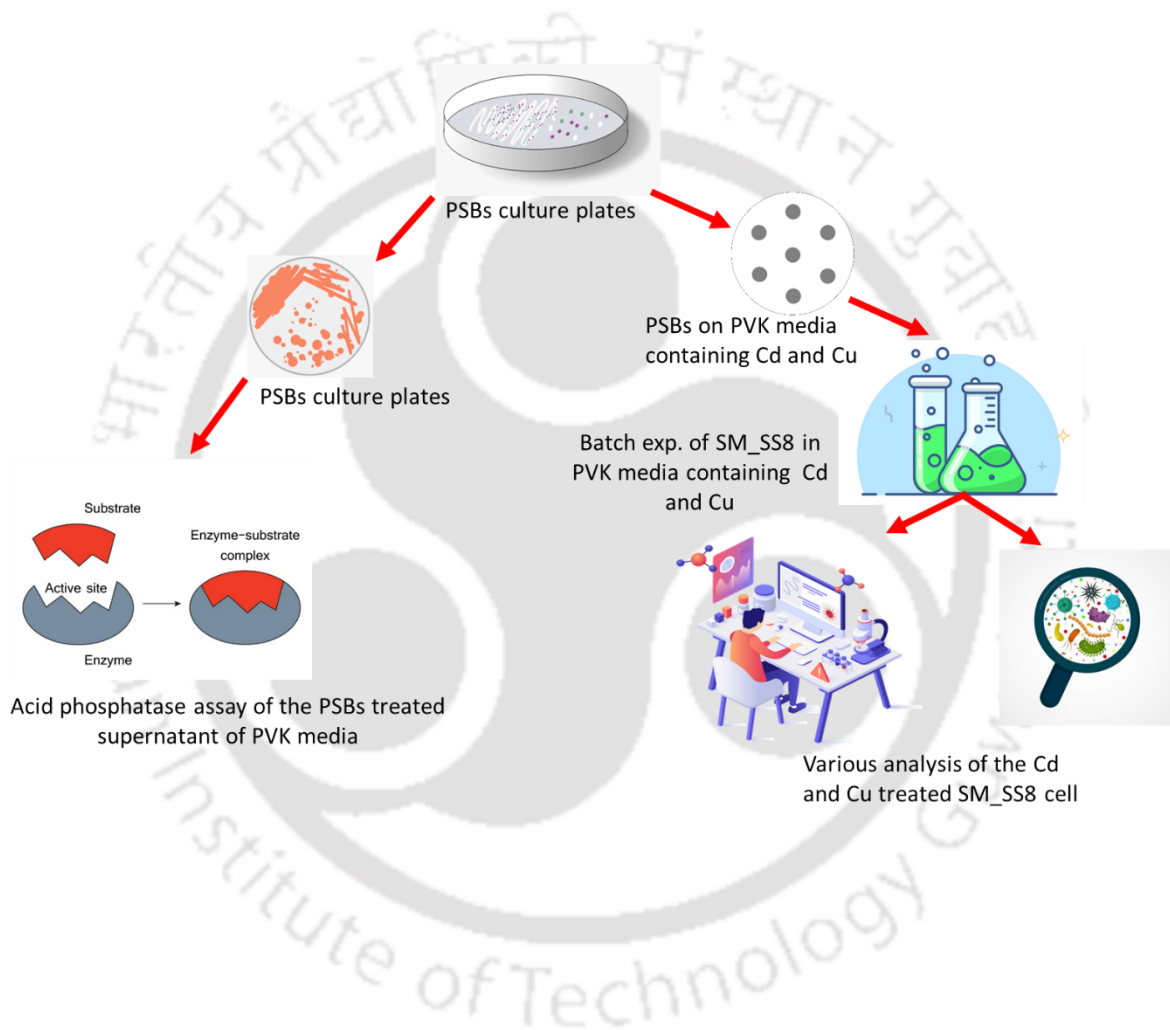 भारतीय प्रौद्योगिकी संस्थान गुवाहाटी
PSBs culture plates
PSBs culture plates
PSBs on PVK media
containing Cd and Cu
Batch exp. of SM_SS8 in
PVK media containing Cd
and Cu
Substrate
Enzyme-substrate
complex
Active site
Enzyme
Acid phosphatase assay of the PSBs treated
supernatant of PVK media
Various analysis of the Cd
and Cu treated SM_SS8 cell
Institute of Technology